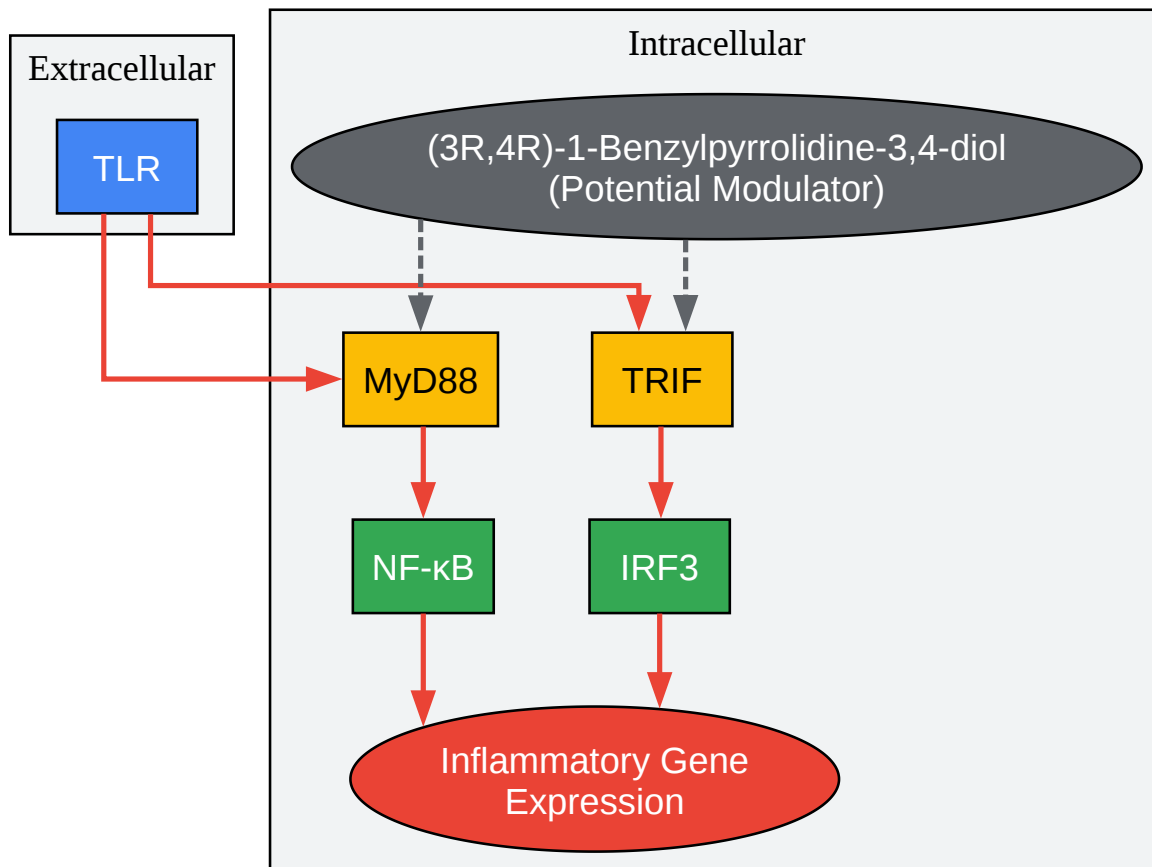 Intracellular
Extracellular
TLR
(3R,4R)-1-Benzylpyrrolidine-3,4-diol
(Potential Modulator)
MyD88
TRIF
NF-κB
IRF3
Inflammatory Gene
Expression